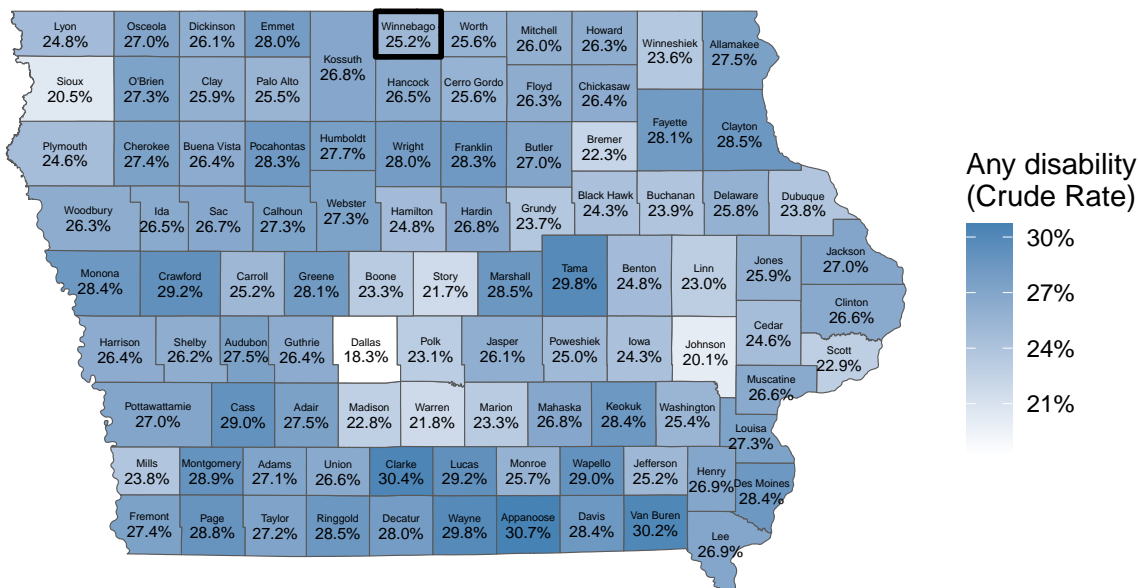 Lyon
24.8%
Osceola
27.0%
Dickinson
26.1%
Emmet
28.0%
Kossuth
26.8%
Winnebago
25.2%
Worth
25.6%
Mitchell
26.0%
Howard
26.3%
Winneshiek
23.6%
Allamakee
27.5%
Sioux
20.5%
O'Brien
27.3%
Clay
25.9%
Palo Alto
25.5%
Hancock
26.5%
Cerro Gordo
25.6%
Floyd
26.3%
Chickasaw
26.4%
Fayette
28.1%
Clayton
28.5%
Plymouth
24.6%
Cherokee
27.4%
Buena Vista
26.4%
Pocahontas
28.3%
Humboldt
27.7%
Wright
28.0%
Franklin
28.3%
Butler
27.0%
Bremer
22.3%
Woodbury
26.3%
Ida
26.5%
Sac
26.7%
Calhoun
27.3%
Webster
27.3%
Hamilton
24.8%
Hardin
26.8%
Grundy
23.7%
Black Hawk
24.3%
Buchanan
23.9%
Delaware
25.8%
Dubuque
23.8%
Monona
28.4%
Crawford
29.2%
Carroll
25.2%
Greene
28.1%
Boone
23.3%
Story
21.7%
Marshall
28.5%
Tama
29.8%
Benton
24.8%
Linn
23.0%
Jones
25.9%
Jackson
27.0%
Clinton
26.6%
Harrison
26.4%
Shelby
26.2%
Audubon
27.5%
Guthrie
26.4%
Dallas
18.3%
Polk
23.1%
Jasper
26.1%
Poweshiek
25.0%
Iowa
24.3%
Johnson
20.1%
Cedar
24.6%
Scott
22.9%
Muscatine
26.6%
Pottawattamie
27.0%
Cass
29.0%
Adair
27.5%
Madison
22.8%
Warren
21.8%
Marion
23.3%
Mahaska
26.8%
Keokuk
28.4%
Washington
25.4%
Louisa
27.3%
Mills
23.8%
Montgomery
28.9%
Adams
27.1%
Union
26.6%
Clarke
30.4%
Lucas
29.2%
Monroe
25.7%
Wapello
29.0%
Jefferson
25.2%
Henry
26.9%
Des Moines
28.4%
Fremont
27.4%
Page
28.8%
Taylor
27.2%
Ringgold
28.5%
Decatur
28.0%
Wayne
29.8%
Appanoose
30.7%
Davis
28.4%
Van Buren
30.2%
Lee
26.9%
Any disability
(Crude Rate)
30%
27%
24%
21%